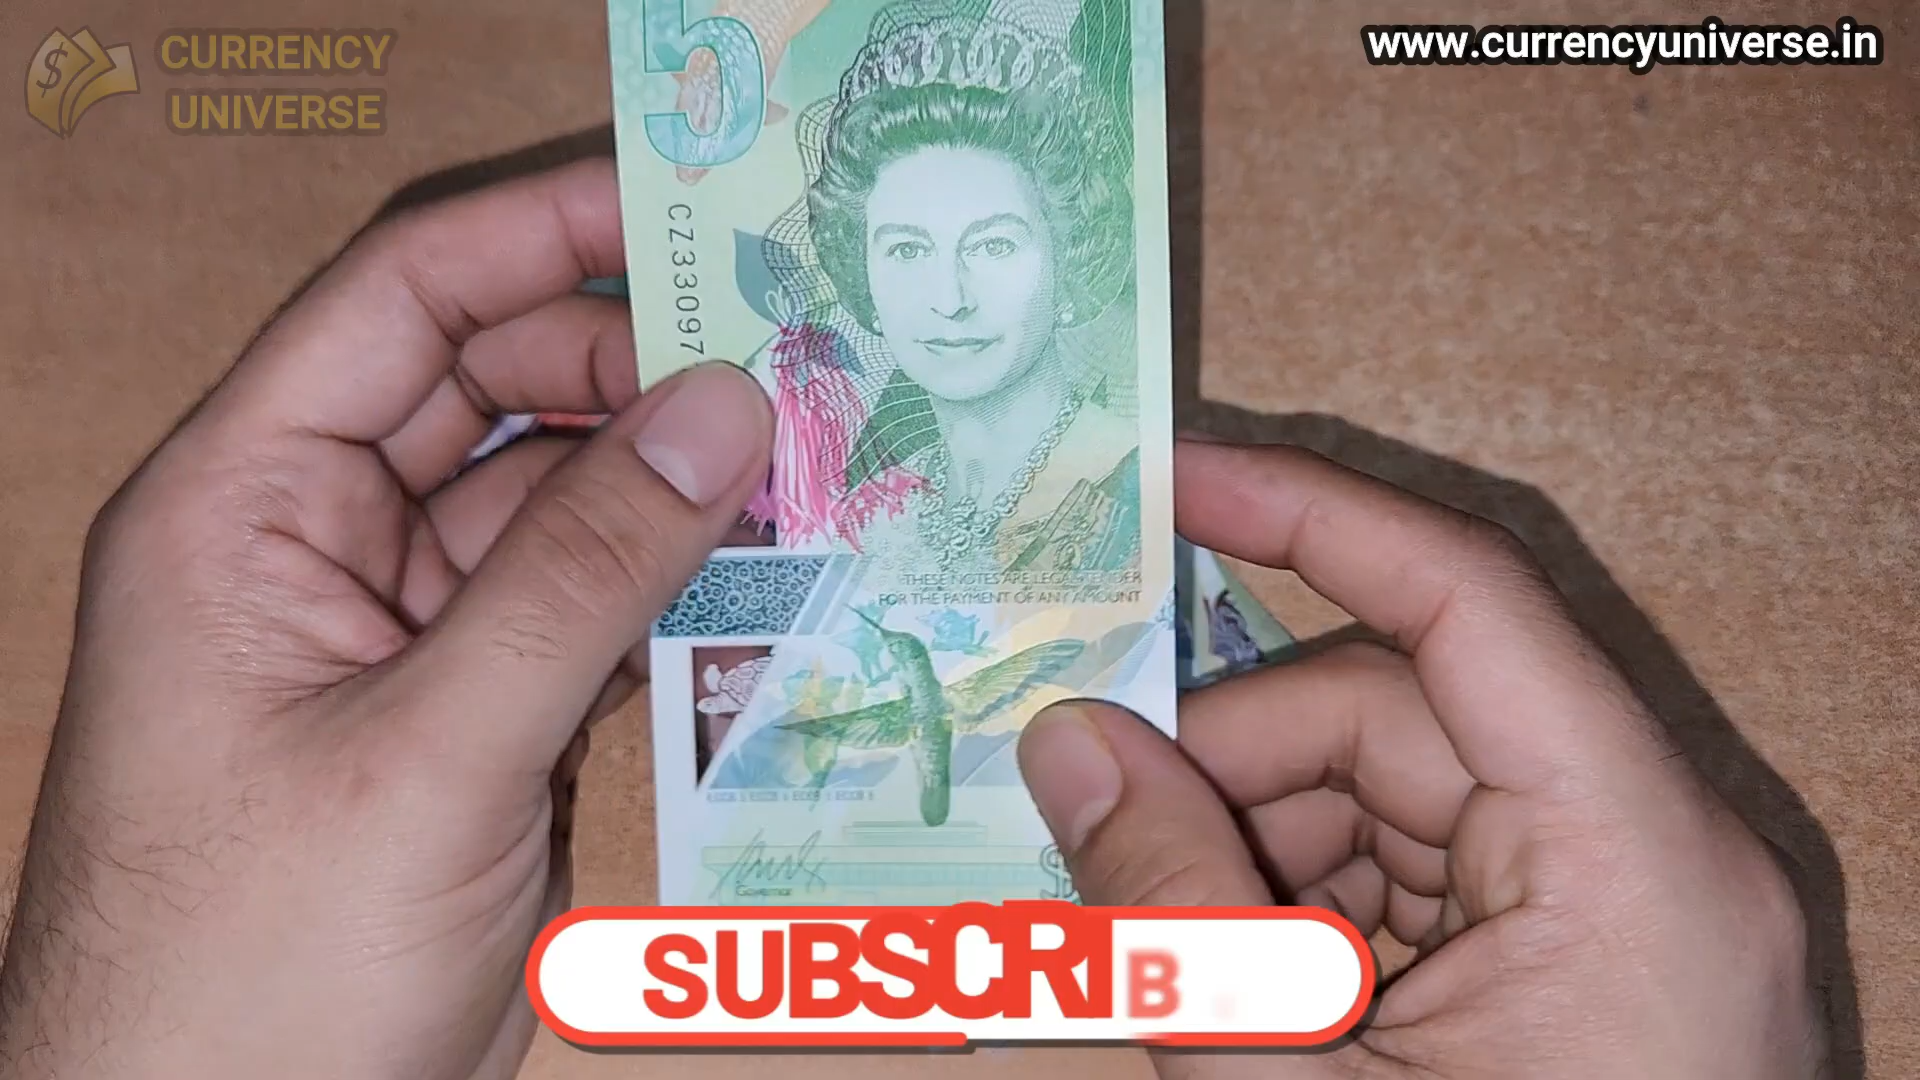 CURRENCY
UNIVERSE
www.currencyuniverse.in
5
CZ33097
THESE NOTES ARE LEGAL TENDER
FOR THE PAYMENT OF ANY AMOUNT
Governor
$
SUBSCRIB